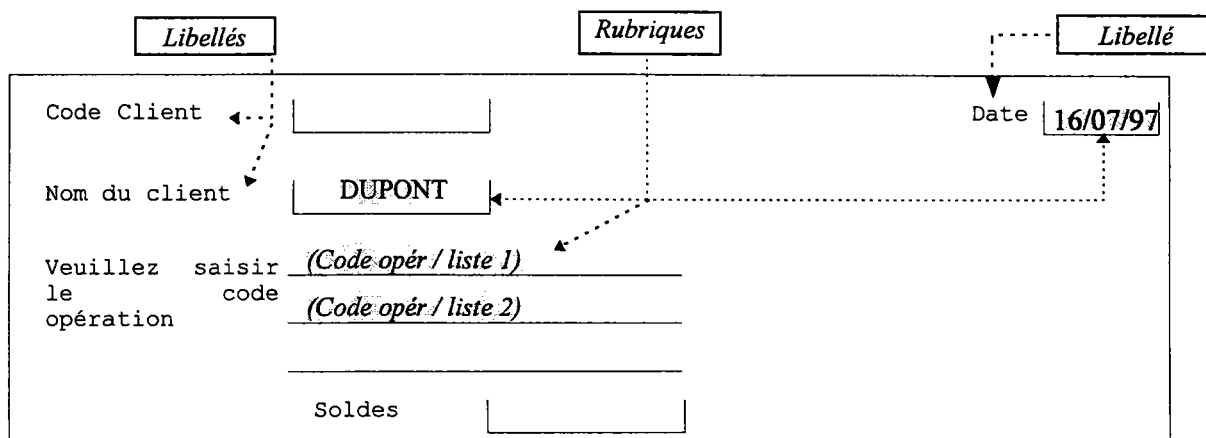 Libellés Rubriques Libellé
Code Client Date 16/07/97
Nom du client DUPONT
Veuillez saisir (Code opér / liste 1)
le code
opération (Code opér / liste 2)
Soldes